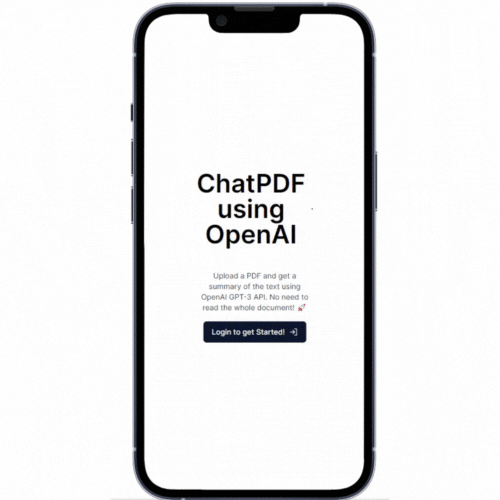 ChatPDF
using
OpenAI
Upload a PDF and get a
summary of the text using
OpenAI GPT-3 API. No need to
read the whole document! 🚀
Login to get Started!